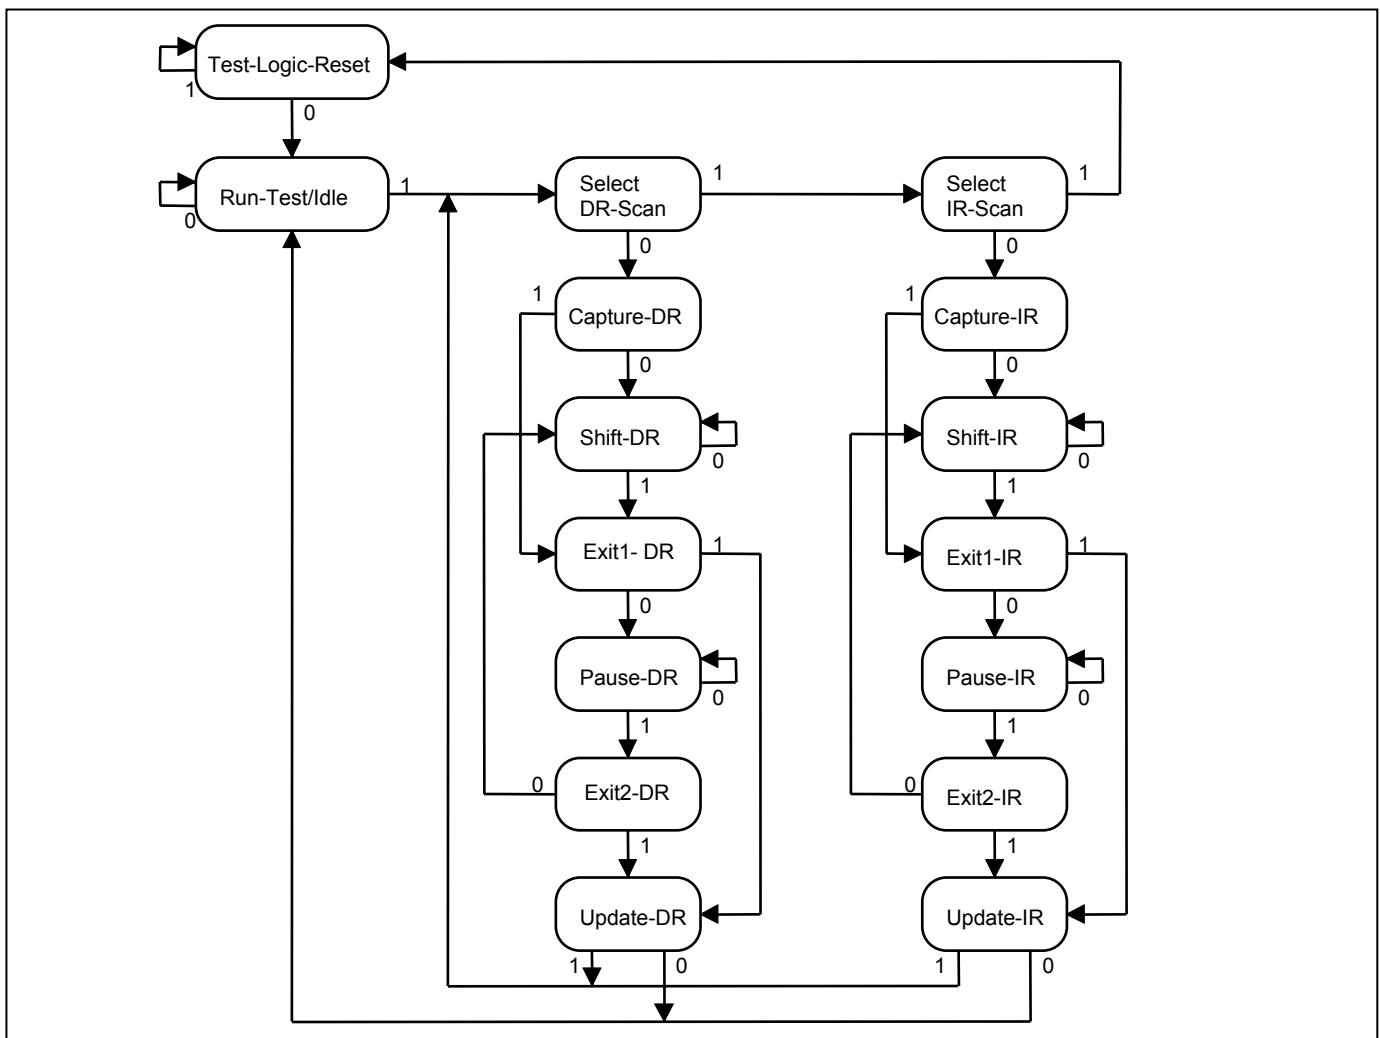 Test-Logic-Reset
1
0
Run-Test/Idle
0
1
Select
DR-Scan
1
Select
IR-Scan
1
0
0
1
Capture-DR
1
Capture-IR
0
0
Shift-DR
0
Shift-IR
0
1
1
Exit1- DR
1
Exit1-IR
1
0
0
Pause-DR
0
Pause-IR
0
1
1
0
Exit2-DR
0
Exit2-IR
1
1
Update-DR
Update-IR
1
0
1
0